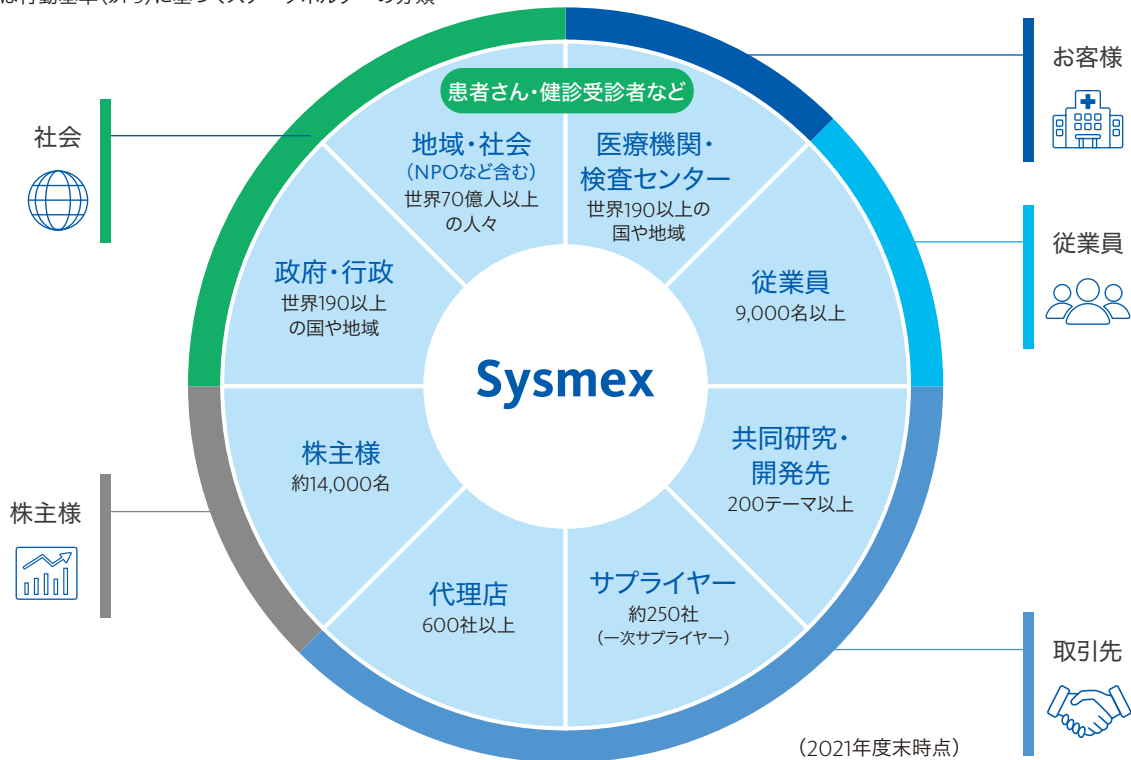 お客様
社会
従業員
株主様
取引先
患者さん・健診受診者など
地域・社会
（NPOなど含む）
世界70億人以上
の人々
医療機関・
検査センター
世界190以上の
国や地域
政府・行政
世界190以上
の国や地域
従業員
9,000名以上
Sysmex
株主様
約14,000名
共同研究・
開発先
200テーマ以上
代理店
600社以上
サプライヤー
約250社
（一次サプライヤー）
（2021年度末時点）